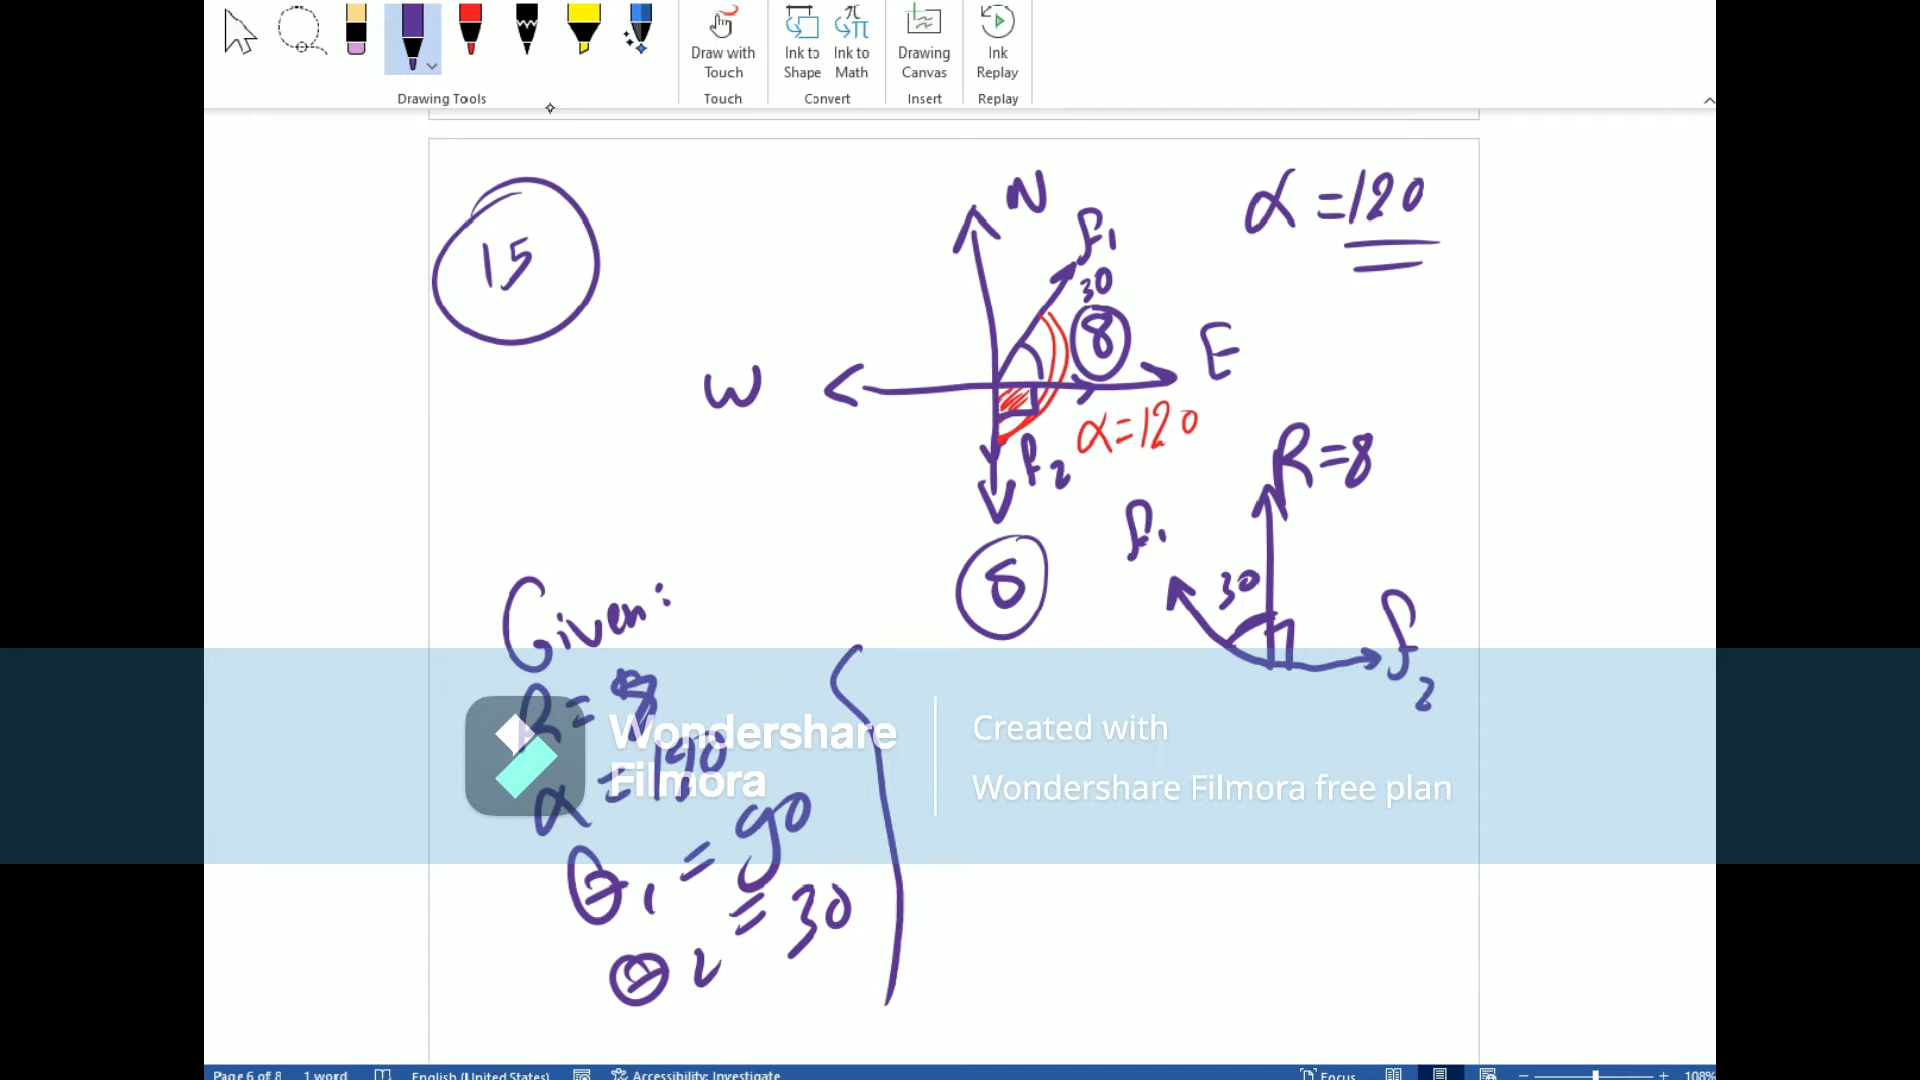 Draw with Touch
Ink to Shape
Ink to Math
Drawing Canvas
Ink Replay
Drawing Tools
Touch
Convert
Insert
Replay
15
N
F1
30
8
E
W
α = 120
F2
α = 120
8
R = 8
F1
30
F2
Given:
R = 8
α =
θ1 = 90
θ2 = 30
Wondershare
Filmora
Created with
Wondershare Filmora free plan
Page 6 of 8
1 word
English (United States)
Accessibility: Investigate
Focus
108%